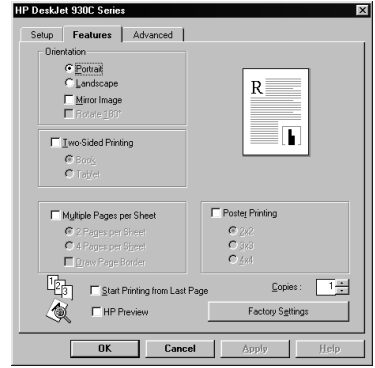 HP DeskJet 930C Series
Setup Features Advanced
Orientation
Portrait
Landscape
Mirror Image
Rotate 180°
R
Two-Sided Printing
Book
Tablet
Multiple Pages per Sheet
2 Pages per Sheet
4 Pages per Sheet
Draw Page Border
Poster Printing
2x2
3x3
4x4
1 2 3
Start Printing from Last Page
Copies : 1
HP Preview
Factory Settings
OK Cancel Apply Help